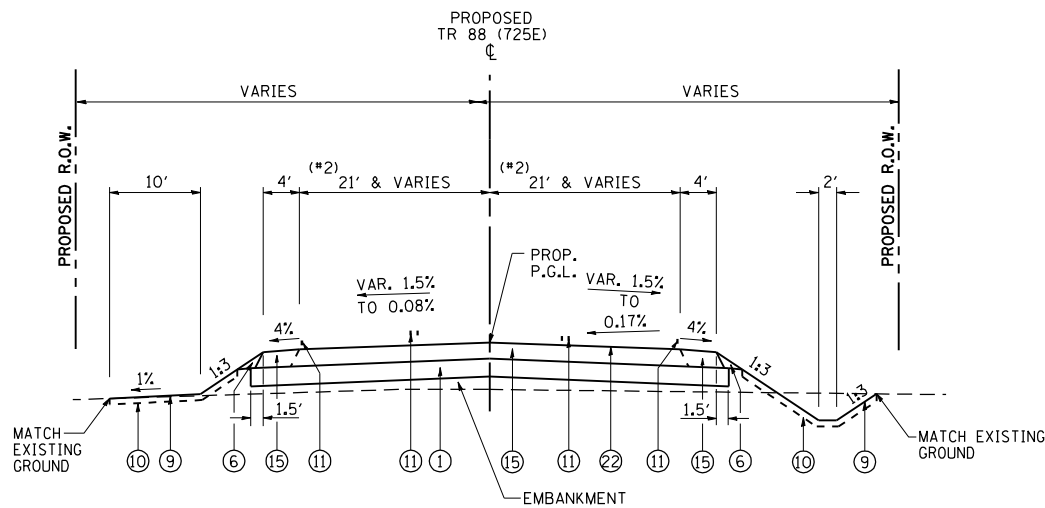 PROPOSED
TR 88 (725E)
℄
VARIES
VARIES
PROPOSED R.O.W.
PROPOSED R.O.W.
(#2)
(#2)
10'
4'
21' & VARIES
21' & VARIES
4'
2'
PROP.
P.G.L.
VAR. 1.5%
TO 0.08%
VAR. 1.5%
TO
0.17%
4%
4%
1:3
1:3
1:3
1%
1.5'
1.5'
MATCH
EXISTING
GROUND
MATCH EXISTING
GROUND
10
9
6
15
11
11
1
15
11
22
11
15
6
10
9
EMBANKMENT